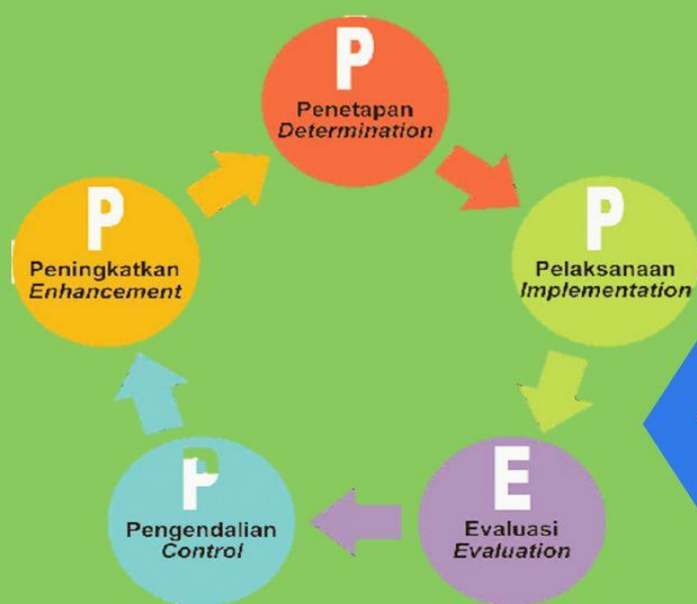 P
Penetapan
Determination
P
Pelaksanaan
Implementation
E
Evaluasi
Evaluation
P
Pengendalian
Control
P
Peningkatkan
Enhancement